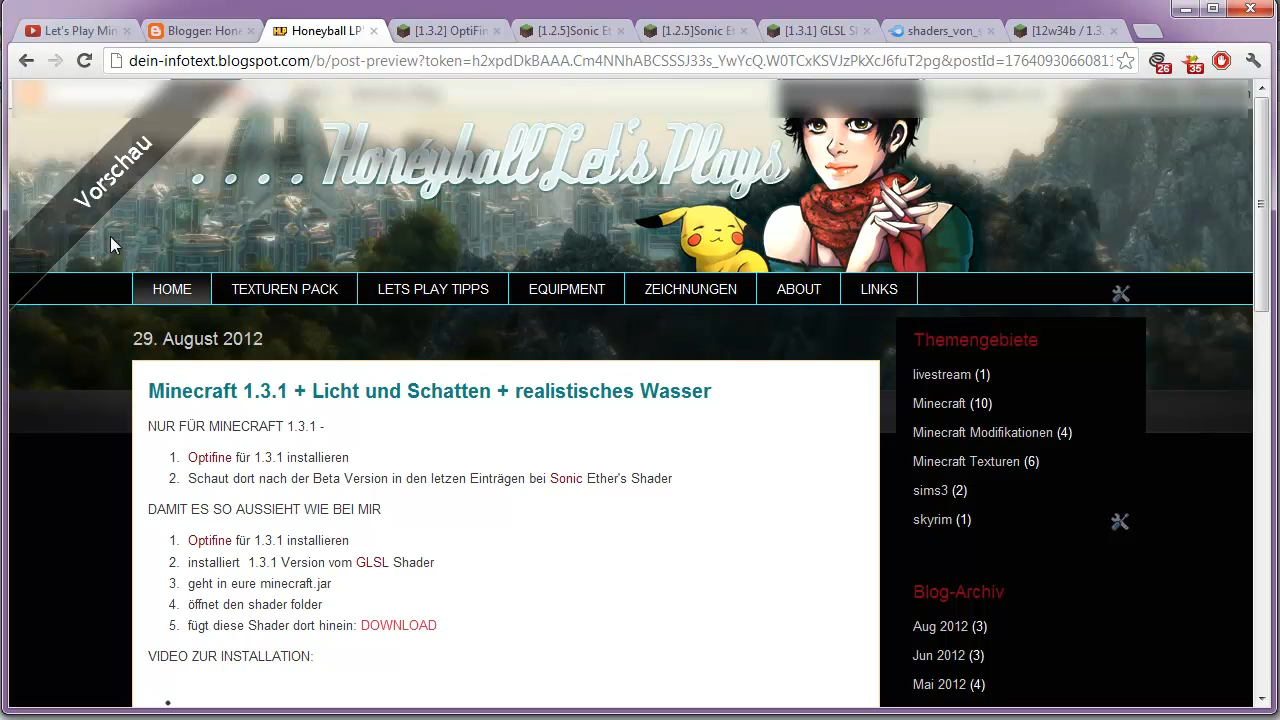 Let's Play Min
Blogger: Hone
Honeyball LP
[1.3.2] OptiFin
[1.2.5]Sonic Et
[1.2.5]Sonic Et
[1.3.1] GLSL
shaders_von_
[12w34b / 1.3.
dein-infotext.blogspot.com/b/post-preview?token=h2xpdDkBAAA.Cm4NNhABCSSSJ33s_YwYcQ.W0TCxKSVJzPkXcJ6fuT2pg&postId=1764093066081
26
35
Vorschau
. . . . Honeyball Let's Plays
HOME TEXTUREN PACK LETS PLAY TIPPS EQUIPMENT ZEICHNUNGEN ABOUT LINKS
29. August 2012
Minecraft 1.3.1 + Licht und Schatten + realistisches Wasser
NUR FÜR MINECRAFT 1.3.1 -
1. Optifine für 1.3.1 installieren
2. Schaut dort nach der Beta Version in den letzen Einträgen bei Sonic Ether's Shader
DAMIT ES SO AUSSIEHT WIE BEI MIR
1. Optifine für 1.3.1 installieren
2. installiert 1.3.1 Version vom GLSL Shader
3. geht in eure minecraft.jar
4. öffnet den shader folder
5. fügt diese Shader dort hinein: DOWNLOAD
VIDEO ZUR INSTALLATION:
Themengebiete
livestream (1)
Minecraft (10)
Minecraft Modifikationen (4)
Minecraft Texturen (6)
sims3 (2)
skyrim (1)
Blog-Archiv
Aug 2012 (3)
Jun 2012 (3)
Mai 2012 (4)